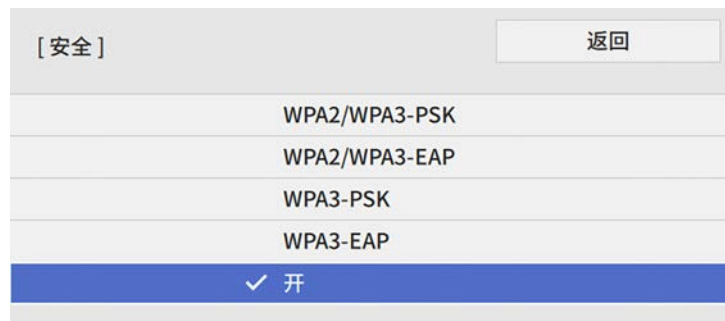 [ 安全 ]
返回
WPA2/WPA3-PSK
WPA2/WPA3-EAP
WPA3-PSK
WPA3-EAP
✓ 开